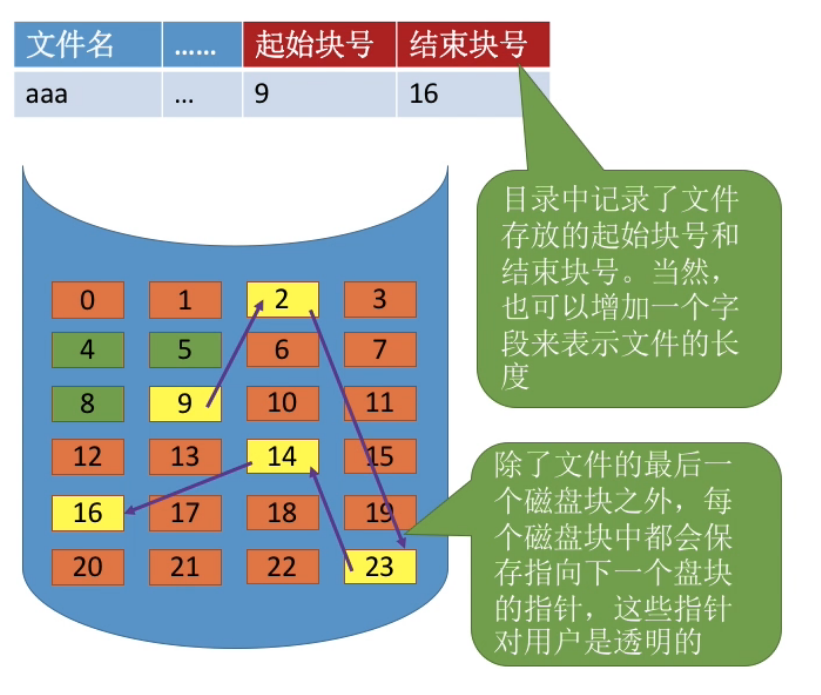 文件名 …… 起始块号 结束块号
aaa … 9 16
目录中记录了文件
存放的起始块号和
结束块号。当然，
也可以增加一个字
段来表示文件的长
度
0 1 2 3
4 5 6 7
8 9 10 11
12 13 14 15
16 17 18 19
20 21 22 23
除了文件的最后一
个磁盘块之外，每
个磁盘块中都会保
存指向下一个盘块
的指针，这些指针
对用户是透明的